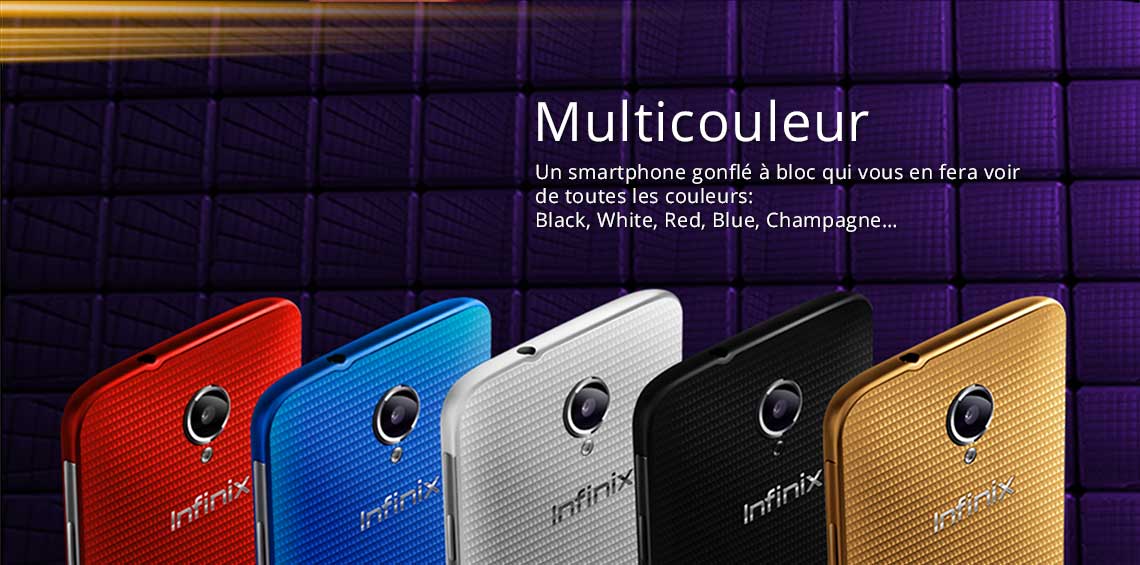 Multicouleur
Un smartphone gonflé à bloc qui vous en fera voir
de toutes les couleurs:
Black, White, Red, Blue, Champagne...
Infinix
Infinix
Infinix
Infinix
Infinix